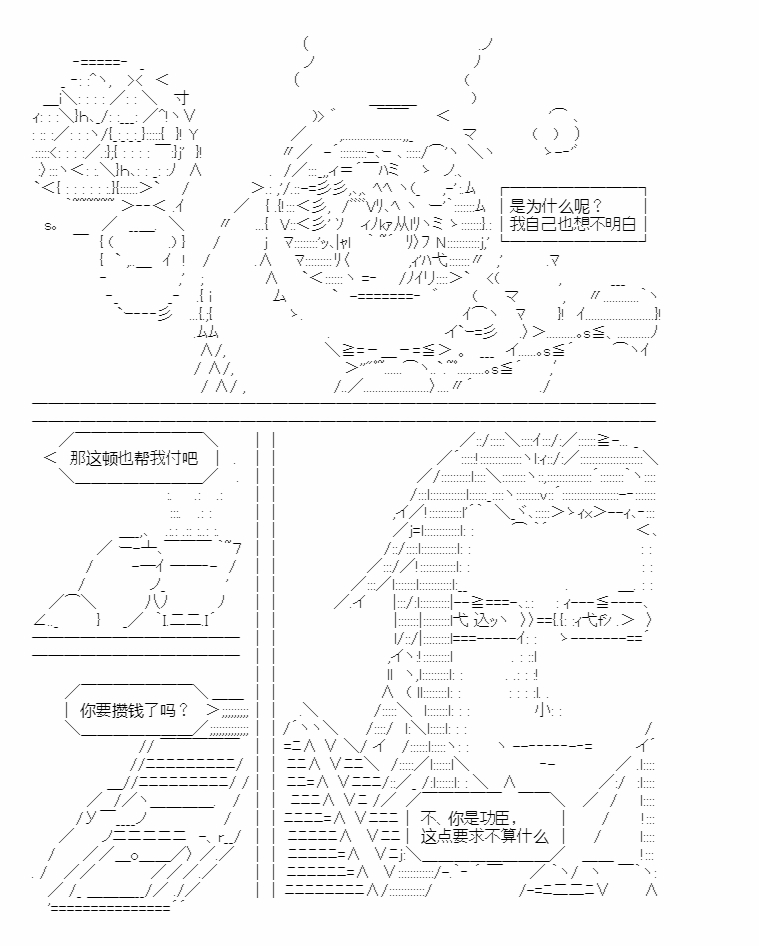 是为什么呢？
我自己也想不明白
那这顿也帮我付吧
你要攒钱了吗？
不、你是功臣，
这点要求不算什么